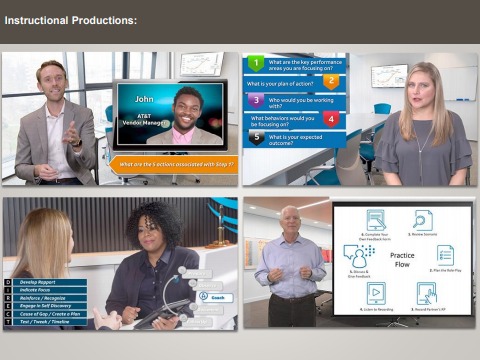 Instructional Productions:
John
AT&T
Vendor Manager
What are the 5 actions associated with Step 1?
1 What are the key performance
areas you are focusing on?
What is your plan of action? 2
3 Who would you be working
with?
What behaviors would you 4
be focusing on?
5 What is your expected
outcome?
D Develop Rapport
I Indicate Focus
R Reinforce / Recognize
E Engage in Self Discovery
C Cause of Gap / Create a Plan
T Test / Tweak / Timeline
Coach
Practice
Flow
6. Complete Your
Own Feedback Form
1. Review Scenario
5. Discuss &
Give Feedback
2. Plan the Role Play
4. Listen to Recording
3. Record Partner's RP